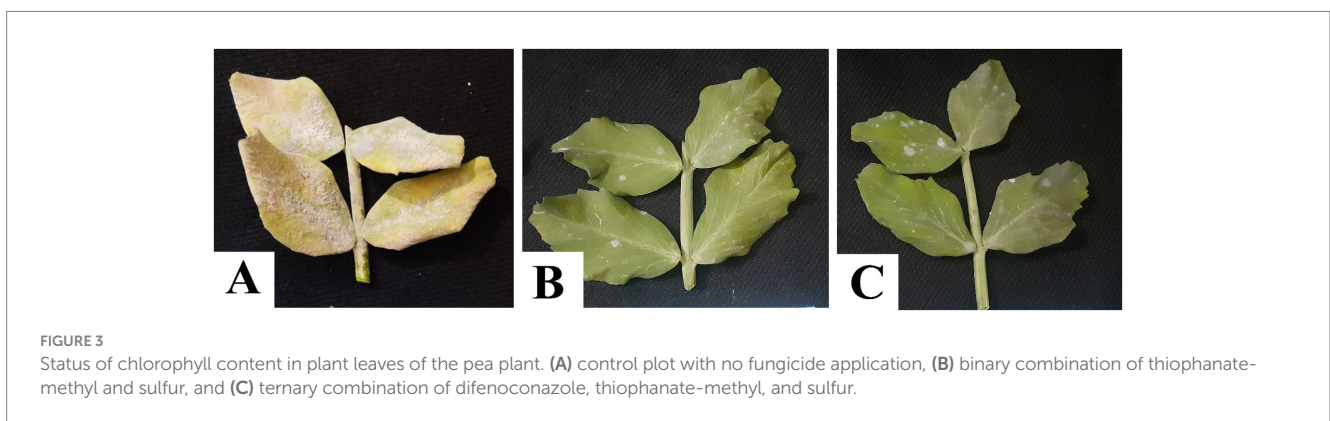 A
B
C
FIGURE 3
Status of chlorophyll content in plant leaves of the pea plant. (A) control plot with no fungicide application, (B) binary combination of thiophanate-
methyl and sulfur, and (C) ternary combination of difenoconazole, thiophanate-methyl, and sulfur.